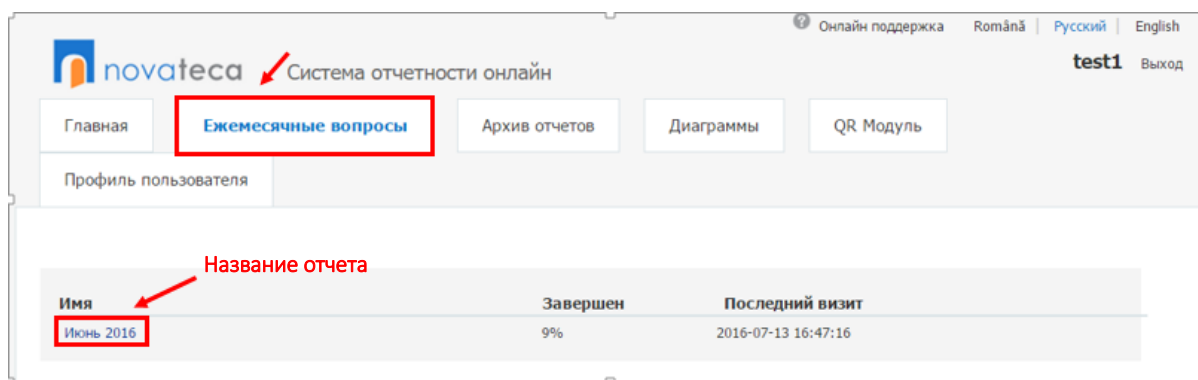 Онлайн поддержка Română | Русский | English
novateca Система отчетности онлайн test1 Выход
Главная Ежемесячные вопросы Архив отчетов Диаграммы QR Модуль
Профиль пользователя
Название отчета
Имя Завершен Последний визит
Июнь 2016 9% 2016-07-13 16:47:16